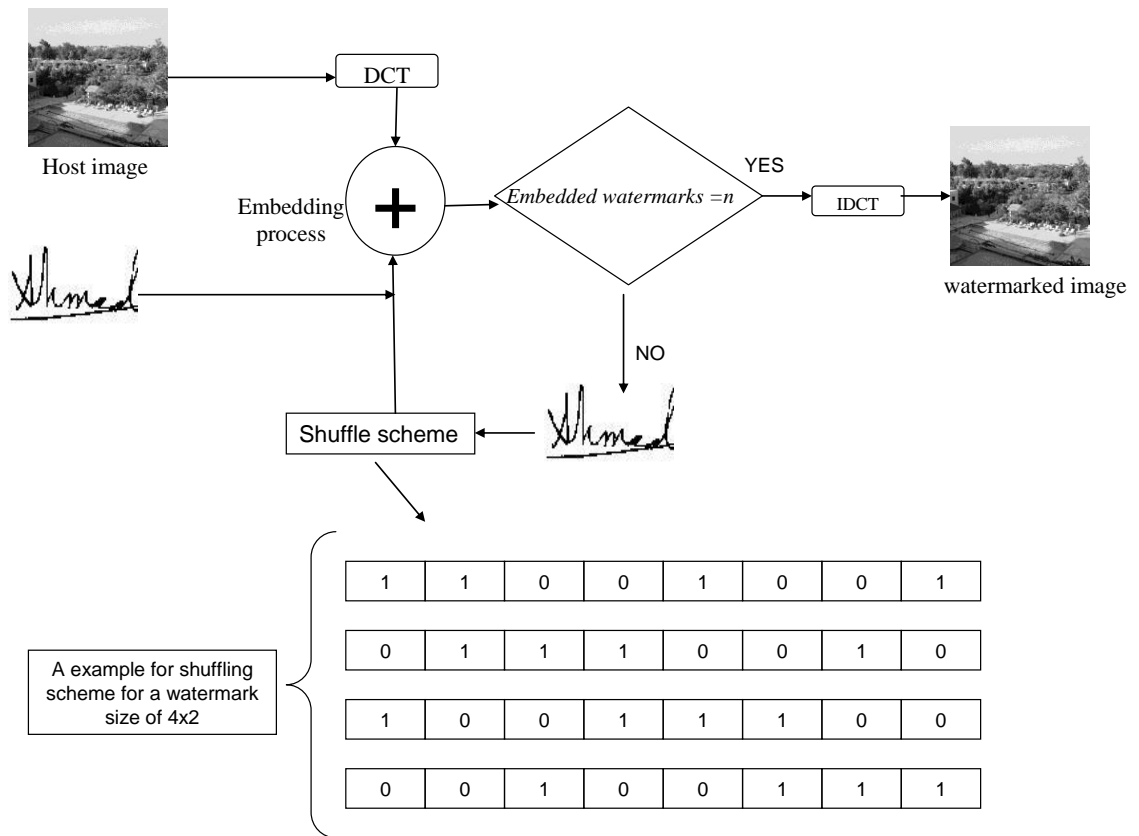 DCT
Host image
YES
Embedded watermarks =n
IDCT
Embedding
process
watermarked image
Ahmed
NO
Shuffle scheme
Ahmed
1 1 0 0 1 0 0 1
0 1 1 1 0 0 1 0
A example for shuffling
scheme for a watermark
size of 4x2
1 0 0 1 1 1 0 0
0 0 1 0 0 1 1 1